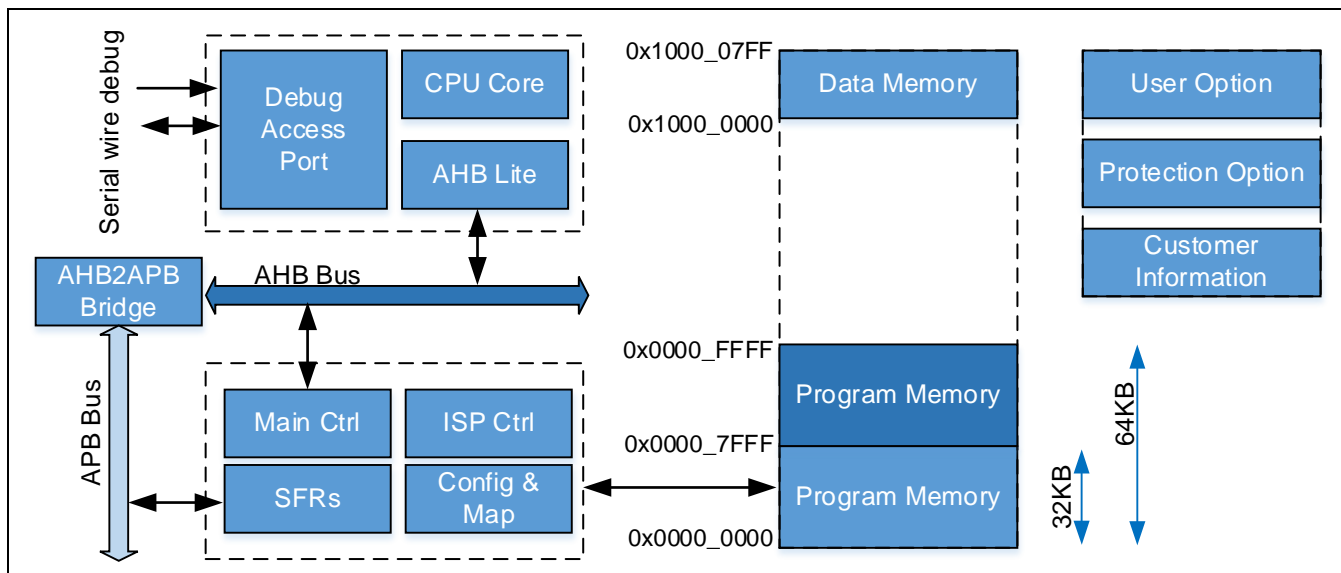 Serial wire debug
Debug
Access
Port
CPU Core
AHB Lite
AHB2APB
Bridge
AHB Bus
APB Bus
Main Ctrl
ISP Ctrl
SFRs
Config &
Map
0x1000_07FF
Data Memory
0x1000_0000
0x0000_FFFF
Program Memory
0x0000_7FFF
Program Memory
0x0000_0000
User Option
Protection Option
Customer
Information
32KB
64KB